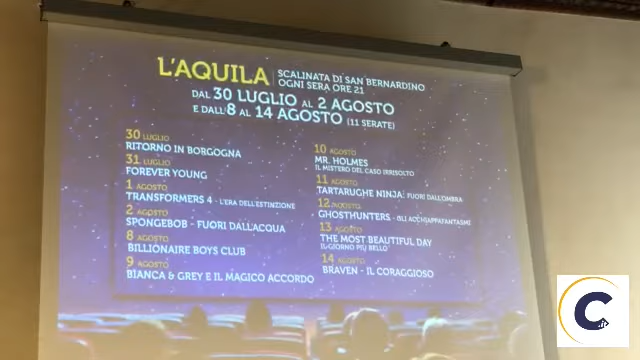 L'AQUILA
SCALINATA DI SAN BERNARDINO
OGNI SERA ORE 21
DAL 30 LUGLIO AL 2 AGOSTO
E DALL'8 AL 14 AGOSTO (11 SERATE)
30 LUGLIO
RITORNO IN BORGOGNA
31 LUGLIO
FOREVER YOUNG
1 AGOSTO
TRANSFORMERS 4 - L'ERA DELL'ESTINZIONE
2 AGOSTO
SPONGEBOB - FUORI DALL'ACQUA
8 AGOSTO
BILLIONAIRE BOYS CLUB
9 AGOSTO
BIANCA & GREY E IL MAGICO ACCORDO
10 AGOSTO
MR. HOLMES
IL MISTERO DEL CASO IRRISOLTO
11 AGOSTO
TARTARUGHE NINJA: FUORI DALL'OMBRA
12 AGOSTO
GHOSTHUNTERS - GLI ACCHIAPPAFANTASMI
13 AGOSTO
THE MOST BEAUTIFUL DAY
IL GIORNO PIÙ BELLO
14 AGOSTO
BRAVEN - IL CORAGGIOSO
C